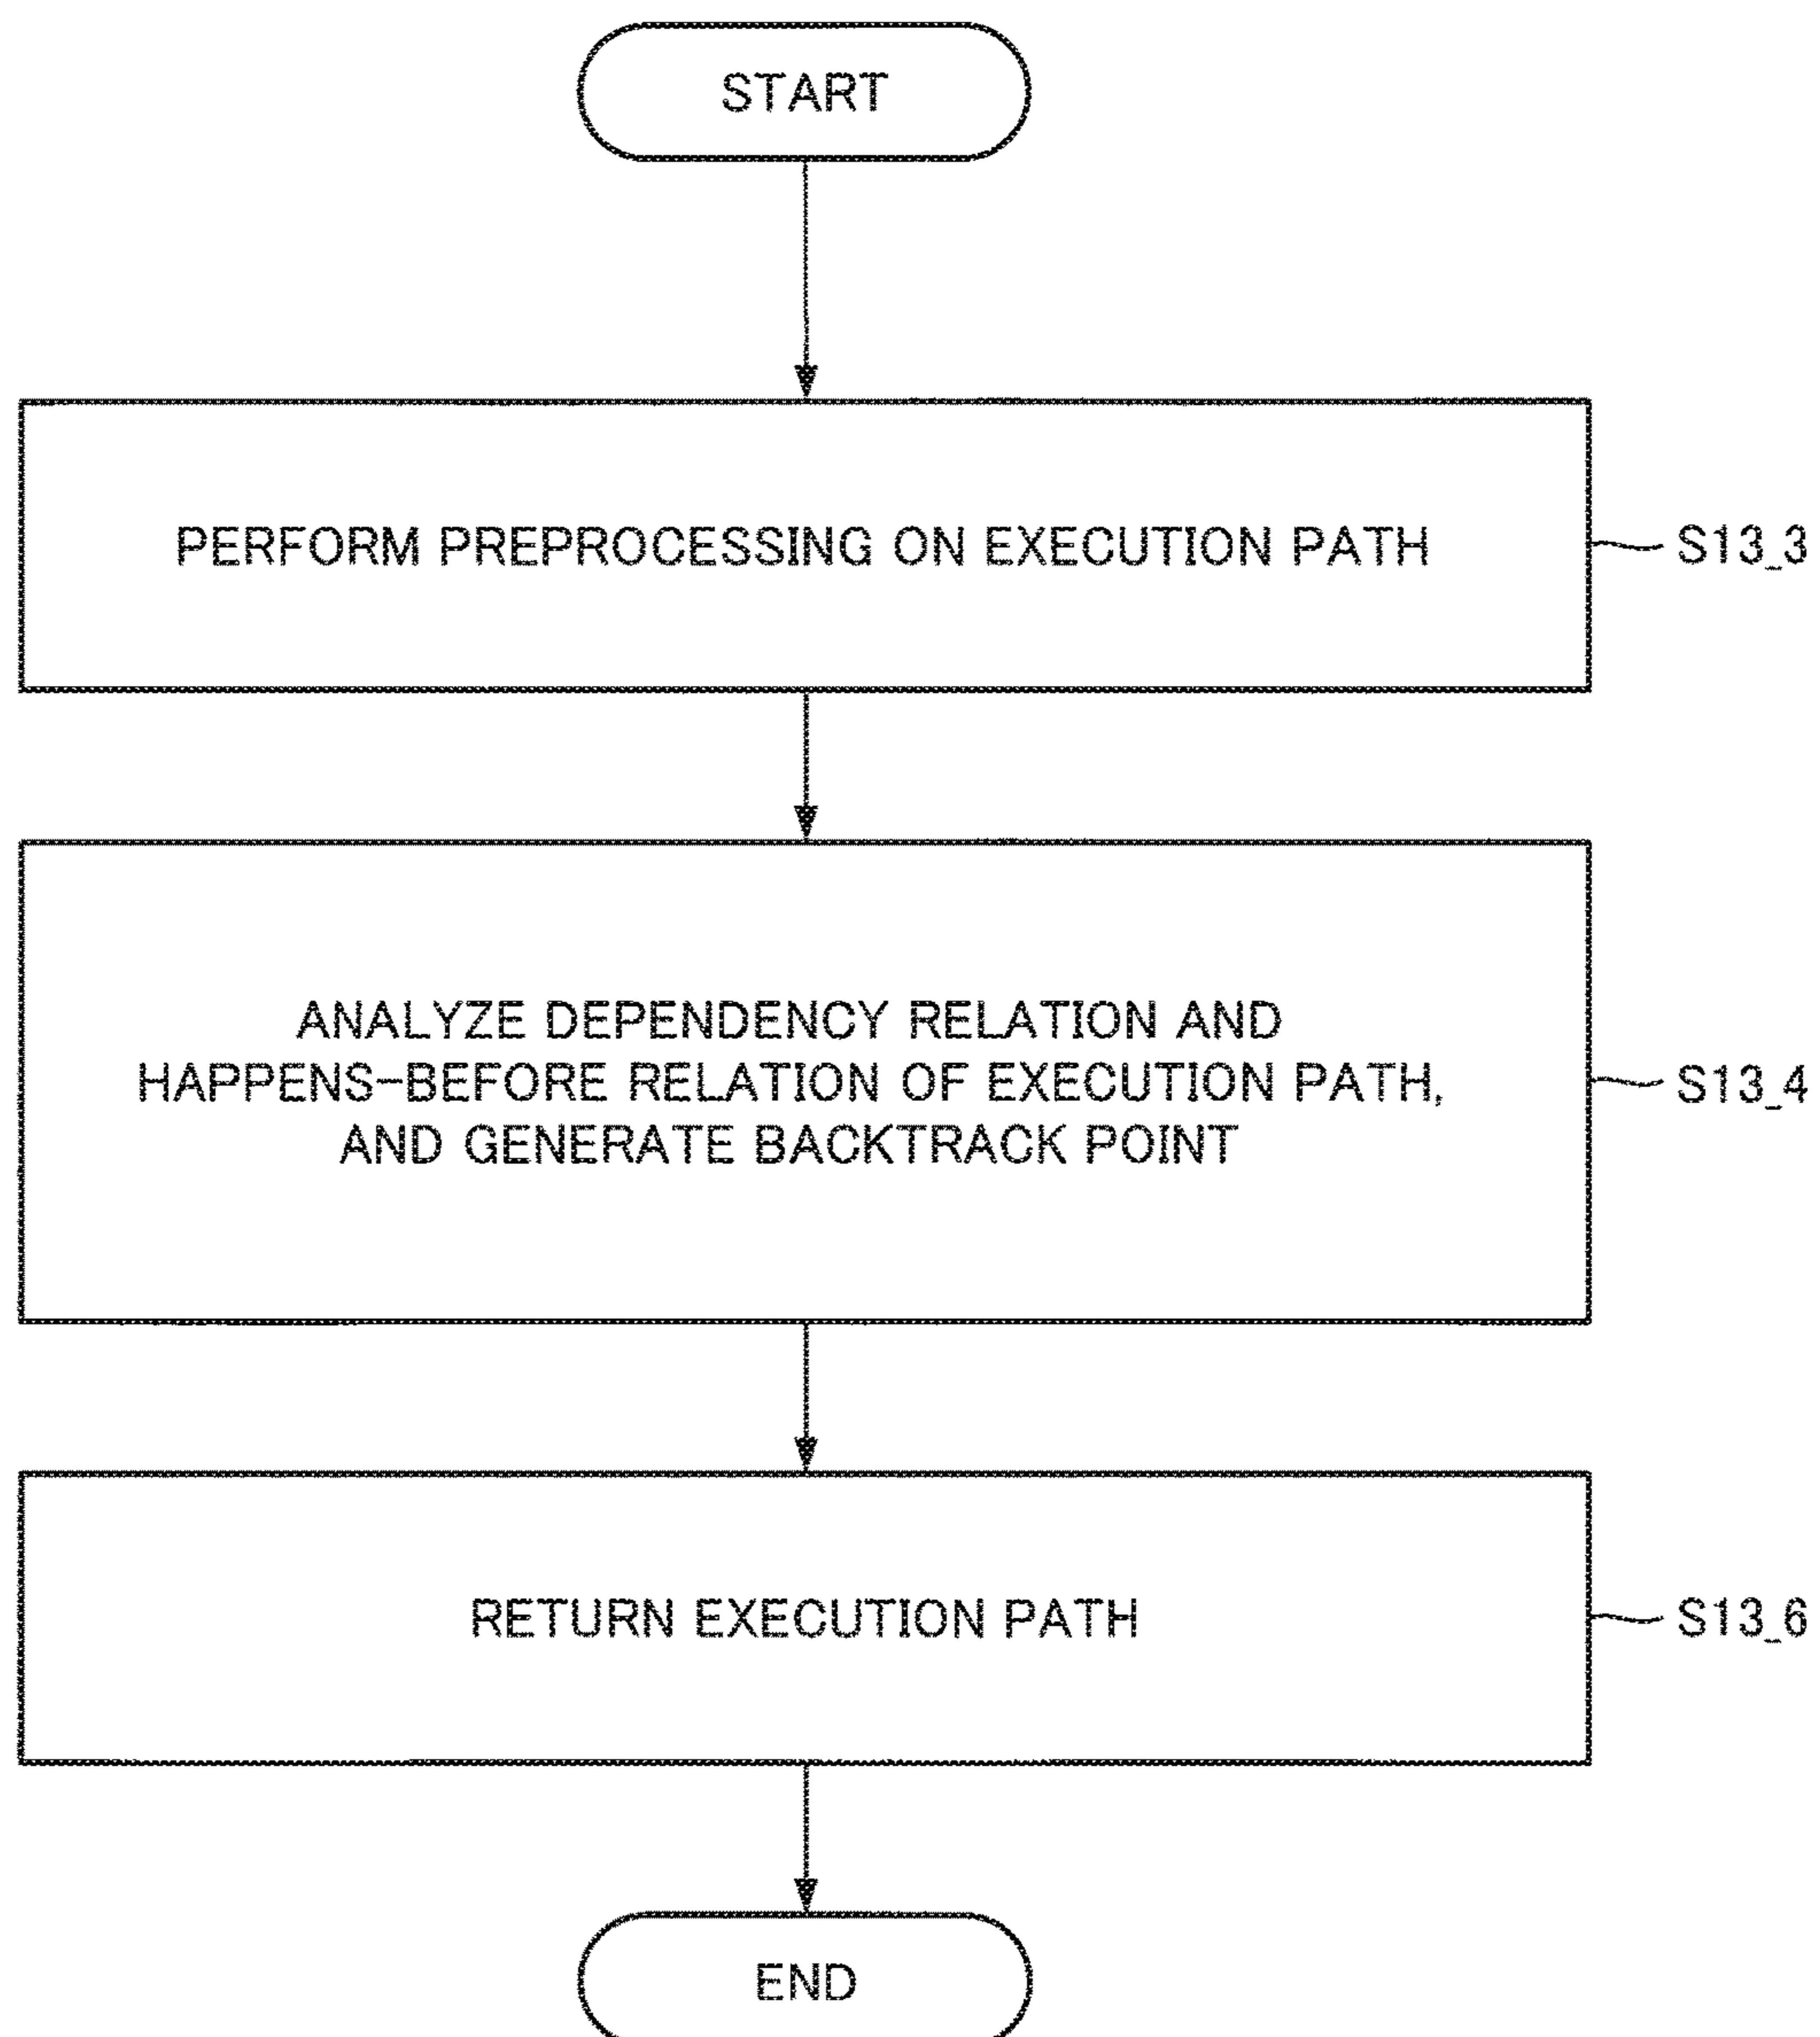 START
PERFORM PREPROCESSING ON EXECUTION PATH
S13_3
ANALYZE DEPENDENCY RELATION AND
HAPPENS-BEFORE RELATION OF EXECUTION PATH,
AND GENERATE BACKTRACK POINT
S13_4
RETURN EXECUTION PATH
S13_6
END